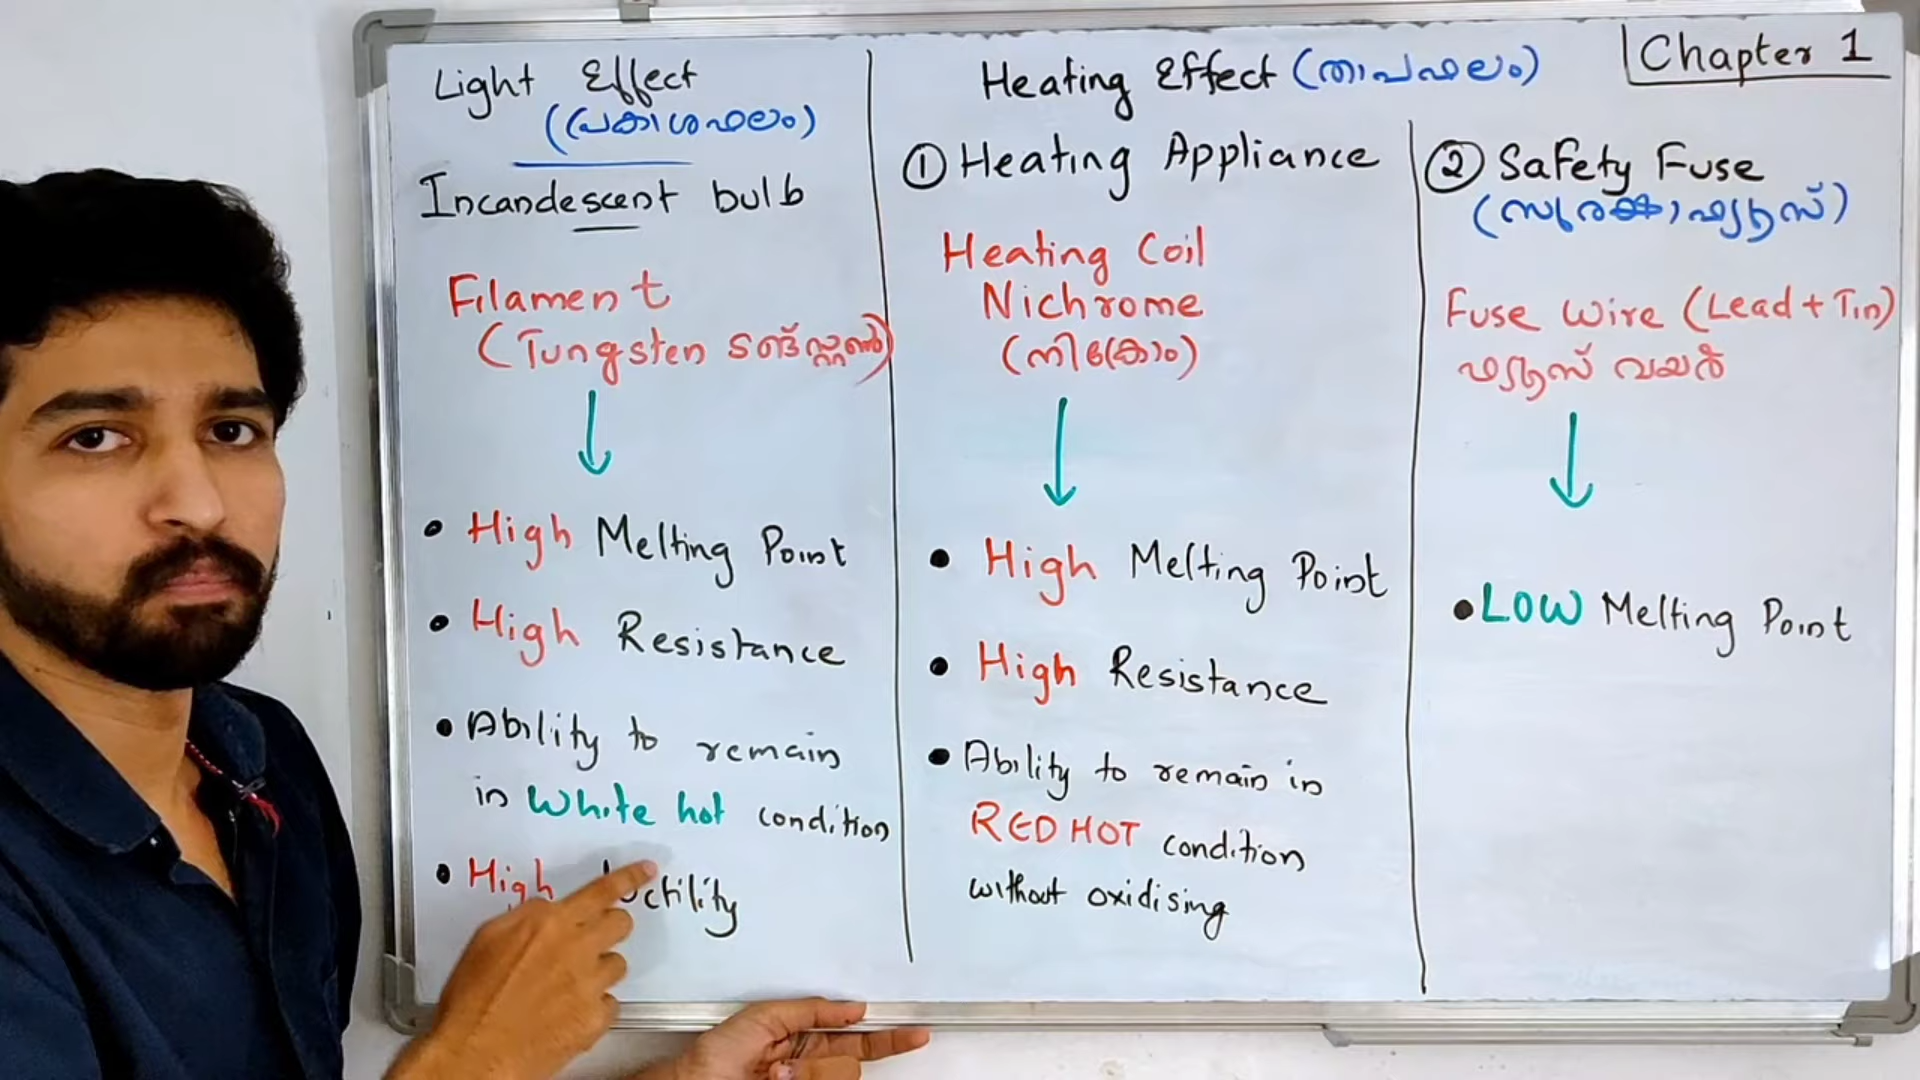 Chapter 1
Light Effect
(പ്രകാശഫലം)
Incandescent bulb
Filament
(Tungsten ടങ്സ്റ്റൺ)
• High Melting Point
• High Resistance
• Ability to remain
in White hot condition
• High
Heating Effect (താപഫലം)
① Heating Appliance
Heating Coil
Nichrome
(നിക്രോം)
• High Melting Point
• High Resistance
• Ability to remain in
RED HOT condition
without oxidising
② Safety Fuse
(സുരക്ഷാഫ്യൂസ്)
Fuse Wire (Lead + Tin)
ഫ്യൂസ് വയർ
• LOW Melting Point